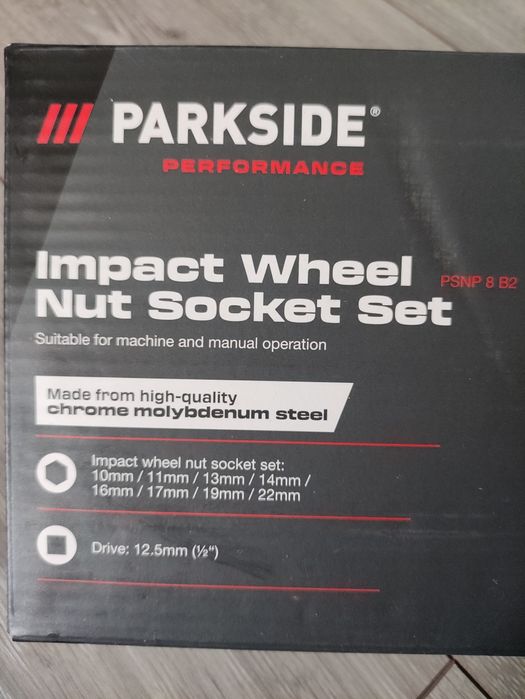 PARKSIDE®
PERFORMANCE
Impact Wheel
Nut Socket Set
PSNP 8 B2
Suitable for machine and manual operation
Made from high-quality
chrome molybdenum steel
Impact wheel nut socket set:
10mm / 11mm / 13mm / 14mm /
16mm / 17mm / 19mm / 22mm
Drive: 12.5mm (½")